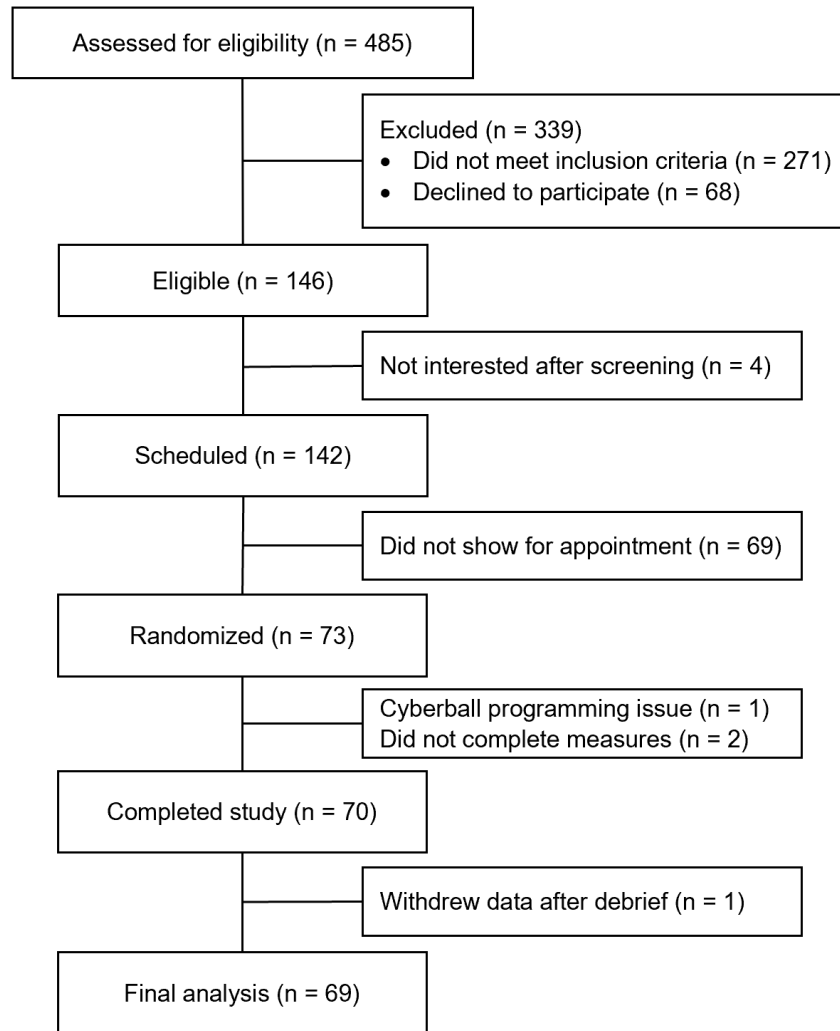 Assessed for eligibility (n = 485)
Excluded (n = 339)
• Did not meet inclusion criteria (n = 271)
• Declined to participate (n = 68)
Eligible (n = 146)
Not interested after screening (n = 4)
Scheduled (n = 142)
Did not show for appointment (n = 69)
Randomized (n = 73)
Cyberball programming issue (n = 1)
Did not complete measures (n = 2)
Completed study (n = 70)
Withdrew data after debrief (n = 1)
Final analysis (n = 69)